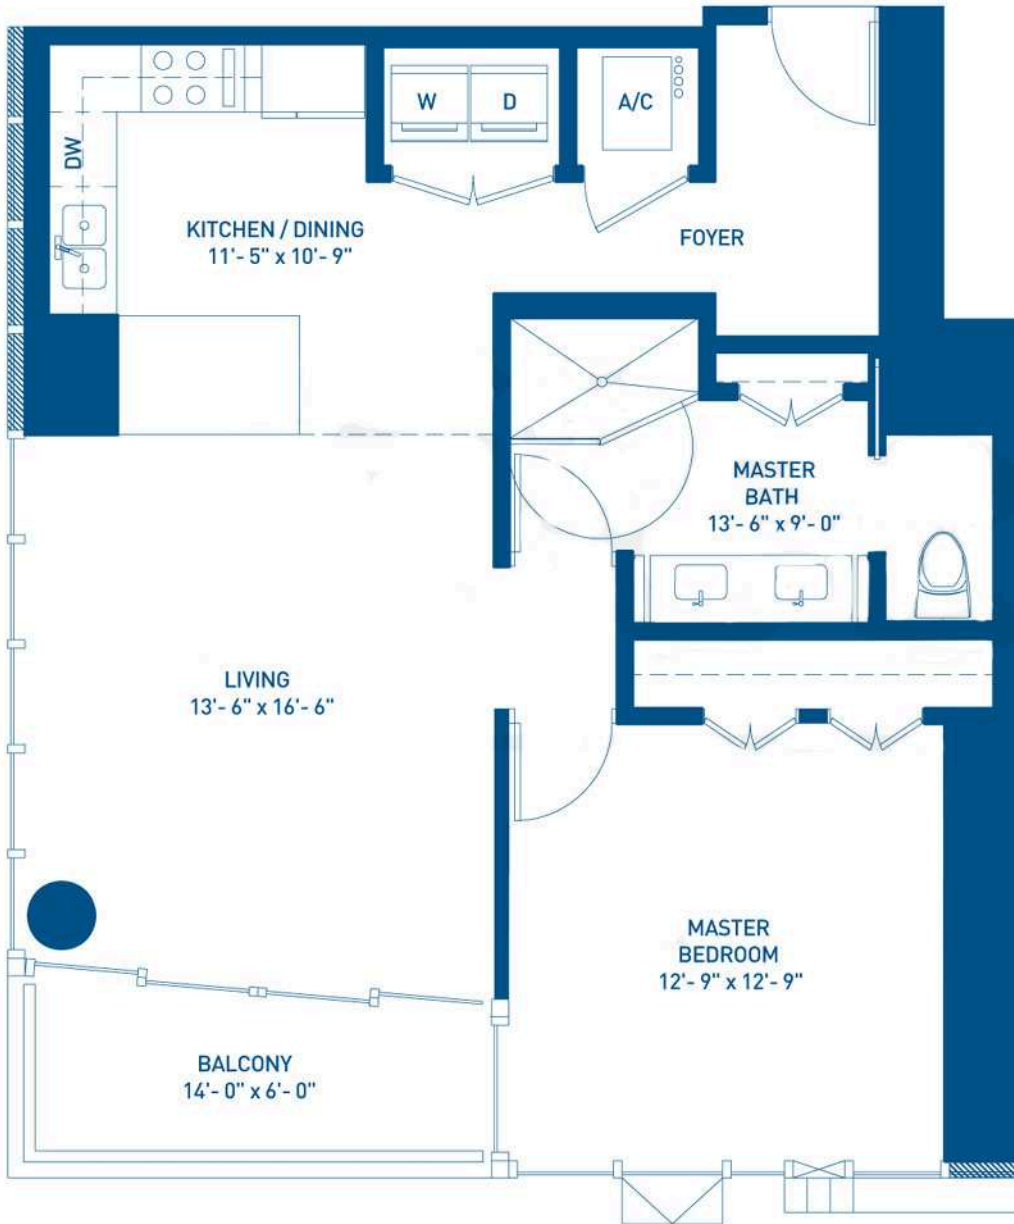 W
D
A/C
DW
KITCHEN / DINING
11'- 5" x 10'- 9"
FOYER
MASTER
BATH
13'- 6" x 9'- 0"
LIVING
13'- 6" x 16'- 6"
MASTER
BEDROOM
12'- 9" x 12'- 9"
BALCONY
14'- 0" x 6'- 0"